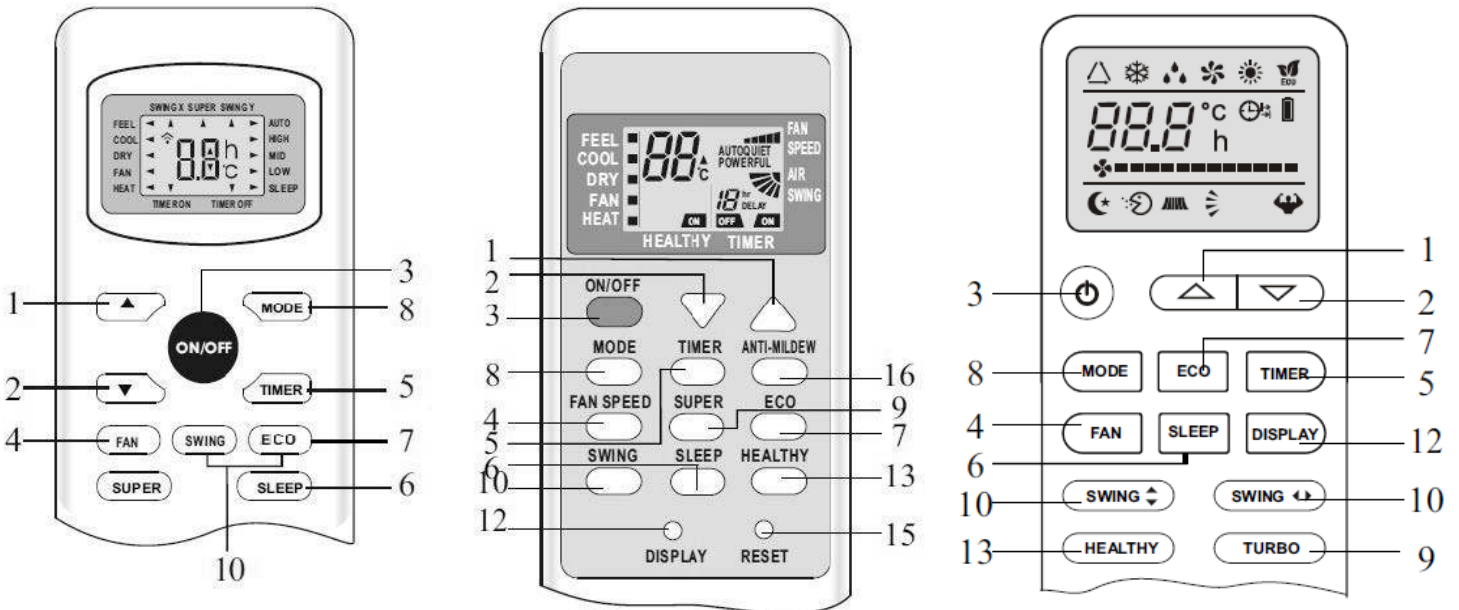 SWING X SUPER SWING Y
FEEL AUTO
COOL HIGH
DRY 8.8 h MID
FAN °C LOW
HEAT SLEEP
TIMER ON TIMER OFF
3
1 MODE 8
ON/OFF
2 TIMER 5
4 FAN SWING ECO 7
SUPER SLEEP 6
10
FEEL 88 °C FAN
COOL AUTO QUIET SPEED
DRY POWERFUL AIR
FAN 18 hr DELAY SWING
HEAT ON OFF ON
HEALTHY TIMER
1
2
ON/OFF
3
MODE TIMER ANTI-MILDEW
8 16
FAN SPEED SUPER ECO
4 9
5 7
SWING SLEEP HEALTHY
6 13
10
12 15
DISPLAY RESET
ECO
88.8 °C
h
1
3
2
7
8 MODE ECO TIMER 5
4 FAN SLEEP DISPLAY 12
6
10 SWING SWING 10
13 HEALTHY TURBO 9